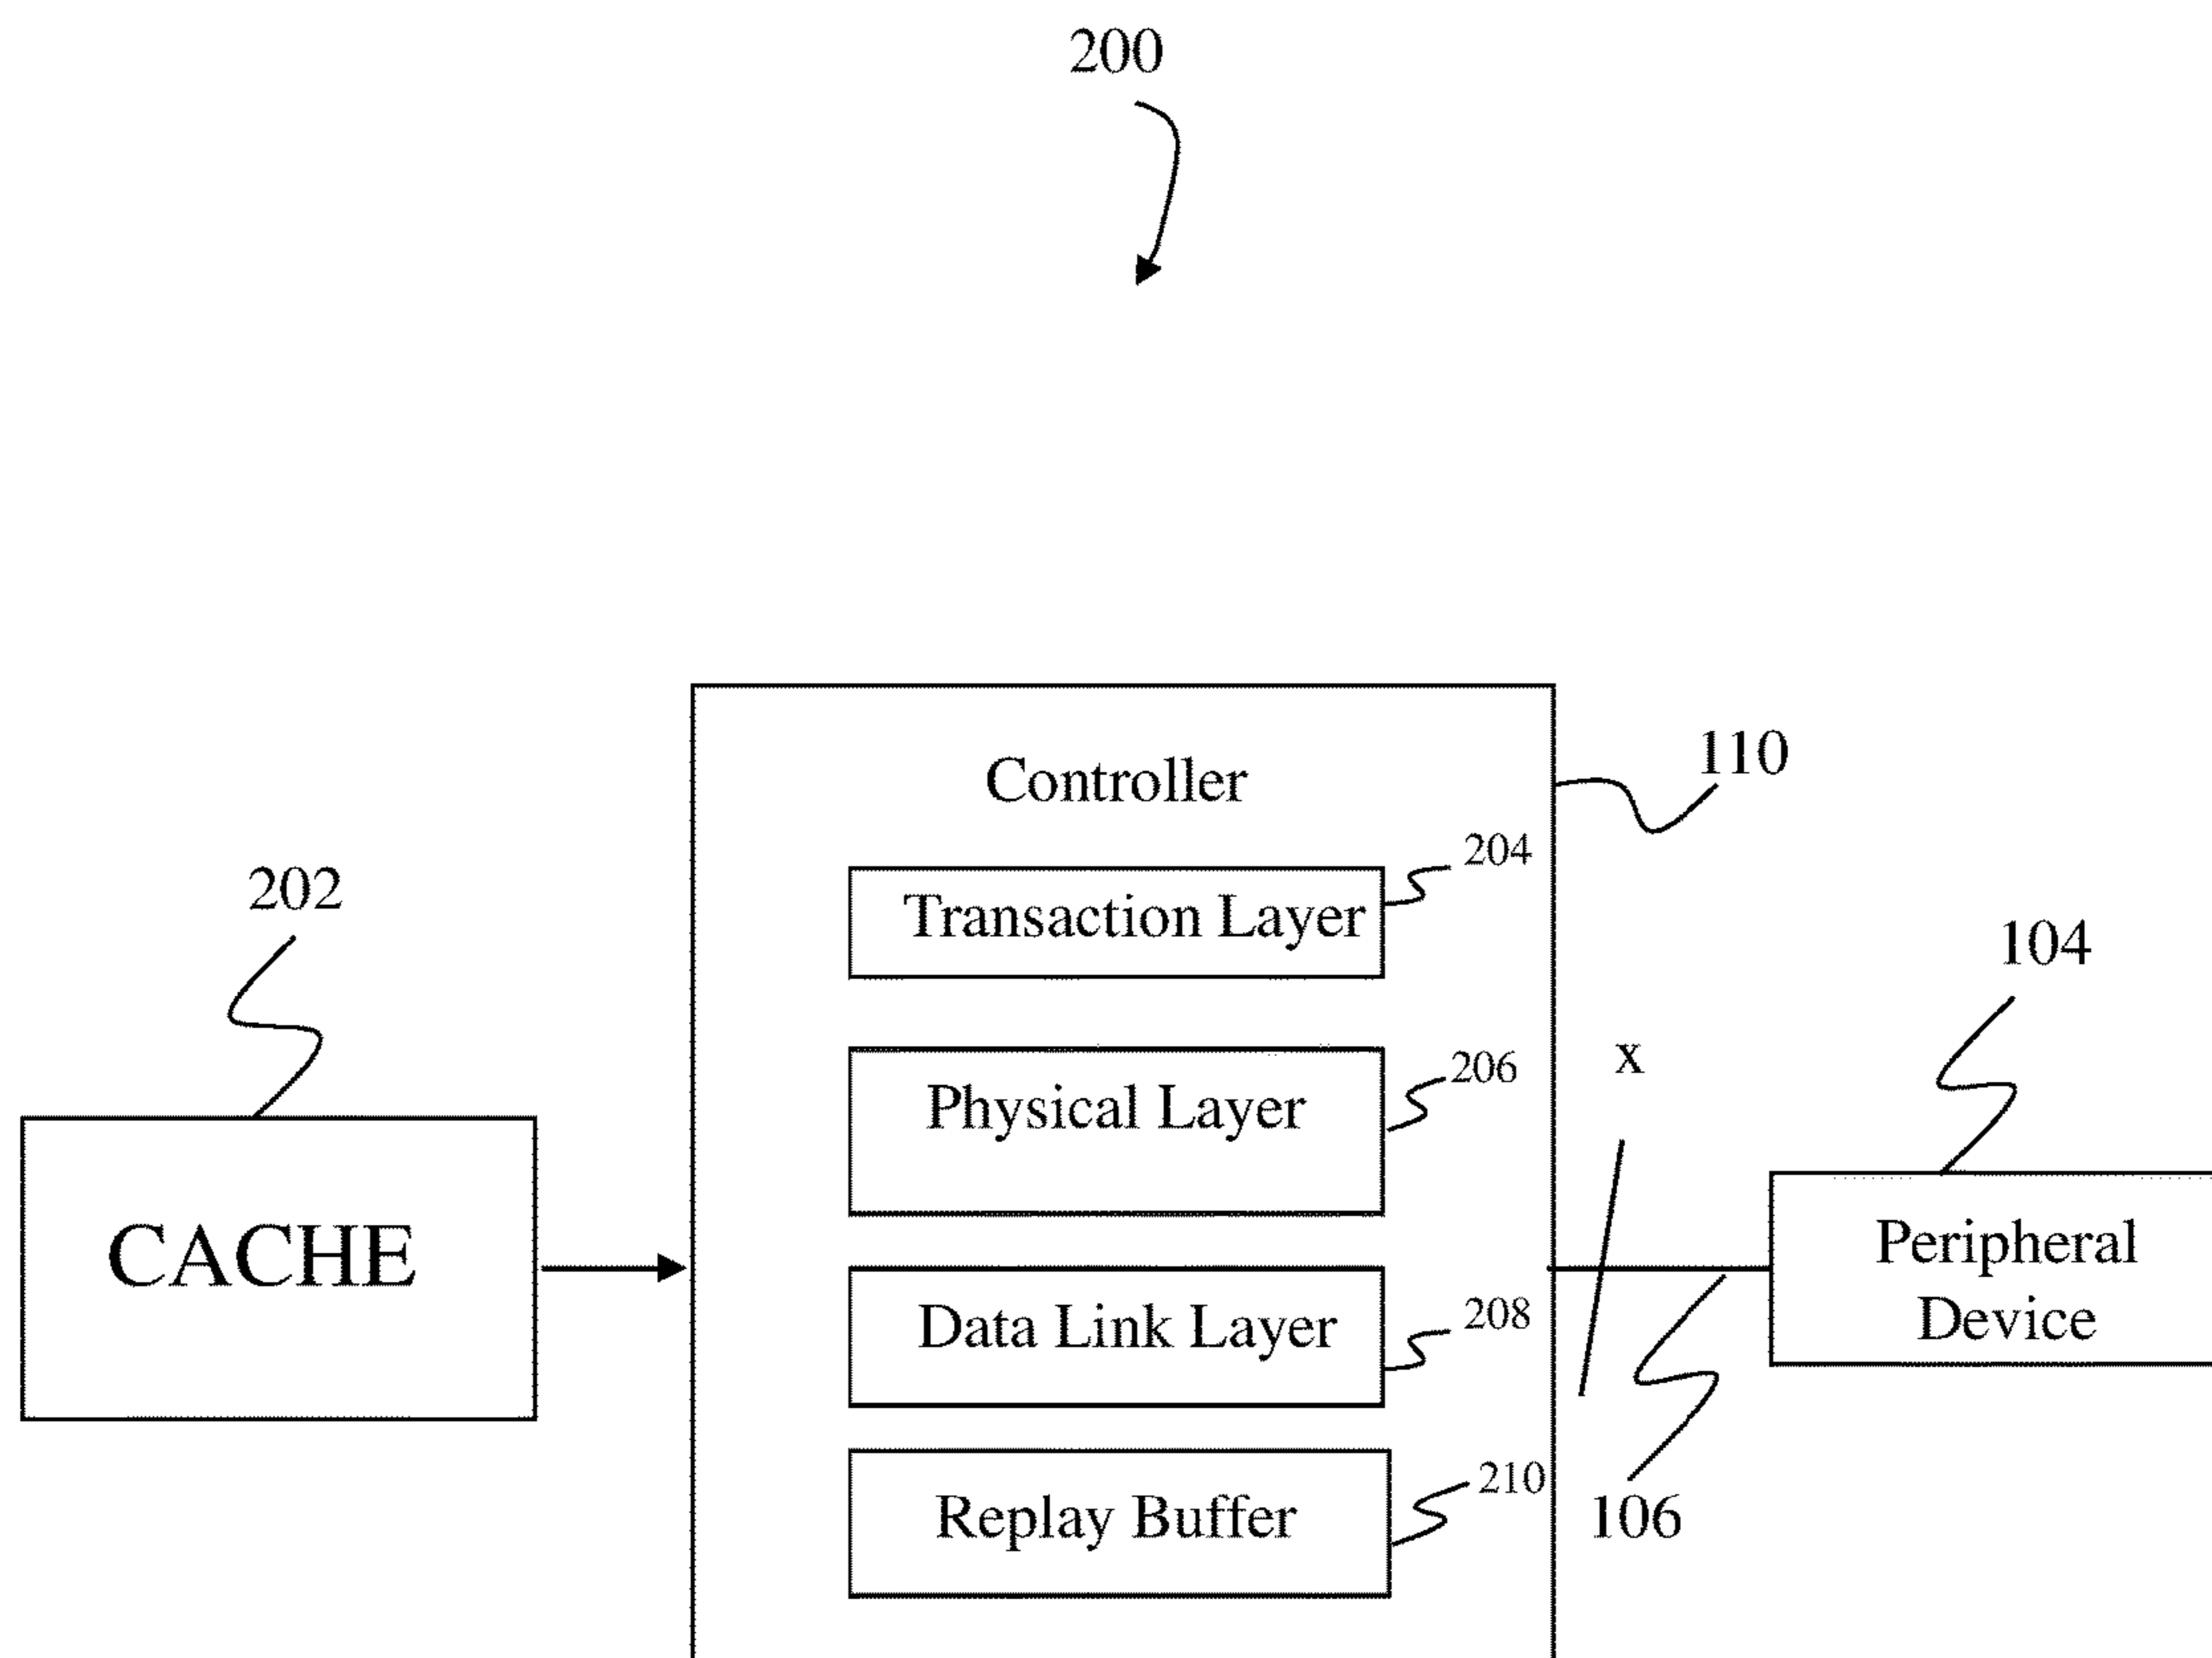 200
Controller
110
204
Transaction Layer
202
104
206
x
Physical Layer
CACHE
Peripheral
Device
208
Data Link Layer
210
Replay Buffer
106